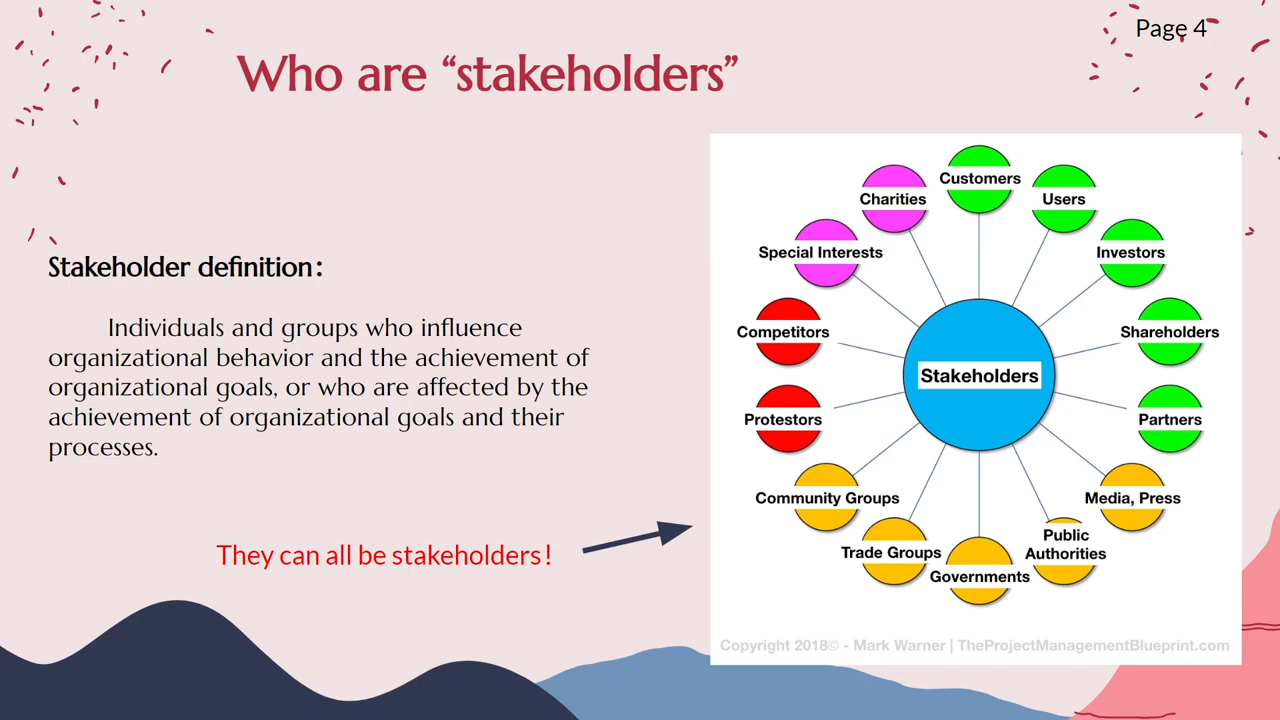 Page 4
Who are “stakeholders”
Stakeholder definition:
Individuals and groups who influence
organizational behavior and the achievement of
organizational goals, or who are affected by the
achievement of organizational goals and their
processes.
They can all be stakeholders!
Customers
Charities
Users
Special Interests
Investors
Competitors
Shareholders
Stakeholders
Protestors
Partners
Community Groups
Media, Press
Trade Groups
Public
Authorities
Governments
Copyright 2018© - Mark Warner | TheProjectManagementBlueprint.com